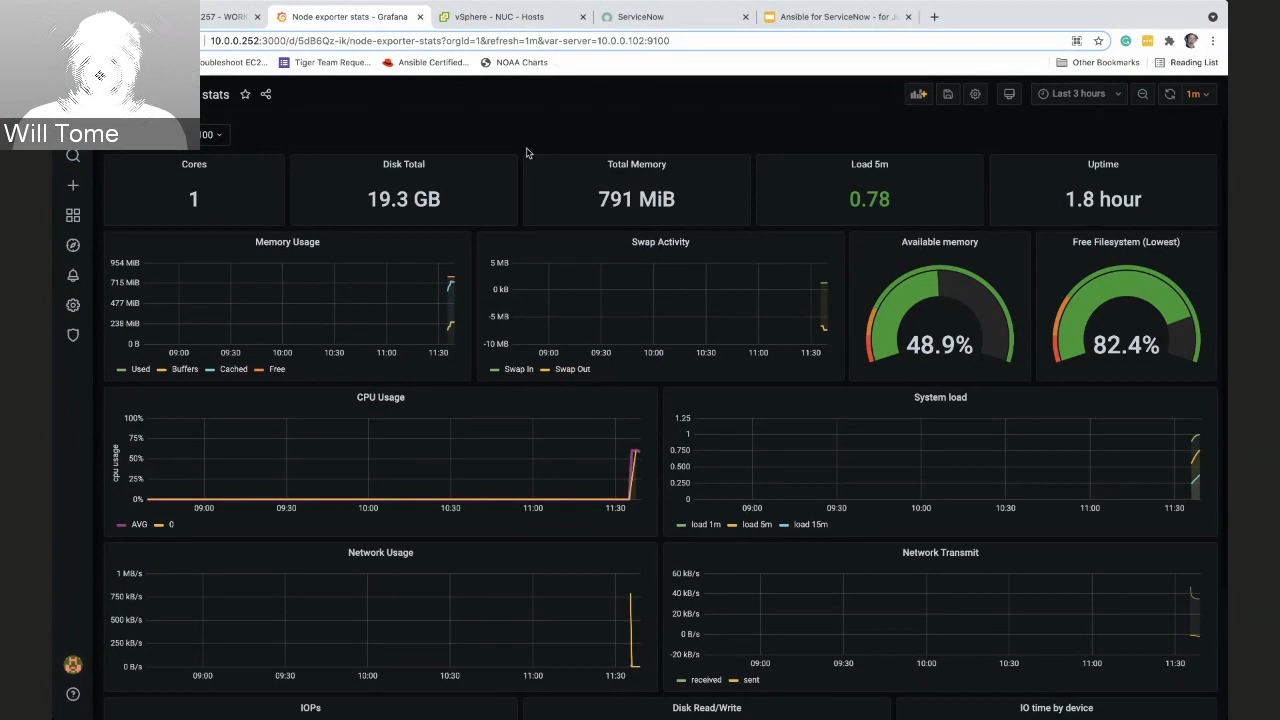 257 - WORK
Node exporter stats - Grafana
vSphere - NUC - Hosts
ServiceNow
Ansible for ServiceNow - for J
10.0.0.252:3000/d/5dB6Qz-ik/node-exporter-stats?orgId=1&refresh=1m&var-server=10.0.0.102:9100
oubleshoot EC2...
Tiger Team Reque...
Ansible Certified...
NOAA Charts
Other Bookmarks
Reading List
Will Tome
stats
Last 3 hours
1m
100
Cores
Disk Total
Total Memory
Load 5m
Uptime
1
19.3 GB
791 MiB
0.78
1.8 hour
Memory Usage
954 MiB
715 MiB
477 MiB
238 MiB
0 B
09:00 09:30 10:00 10:30 11:00 11:30
Used Buffers Cached Free
Swap Activity
5 MB
0 kB
-5 MB
-10 MB
09:00 09:30 10:00 10:30 11:00 11:30
Swap In Swap Out
Available memory
48.9%
Free Filesystem (Lowest)
82.4%
CPU Usage
cpu usage
100%
75%
50%
25%
0%
09:00 09:30 10:00 10:30 11:00 11:30
AVG 0
System load
1.25
1
0.750
0.500
0.250
0
09:00 09:30 10:00 10:30 11:00 11:30
load 1m load 5m load 15m
Network Usage
1 MB/s
750 kB/s
500 kB/s
250 kB/s
0 B/s
09:00 09:30 10:00 10:30 11:00 11:30
Network Transmit
60 kB/s
40 kB/s
20 kB/s
0 B/s
-20 kB/s
09:00 09:30 10:00 10:30 11:00 11:30
received sent
IOPs
Disk Read/Write
IO time by device